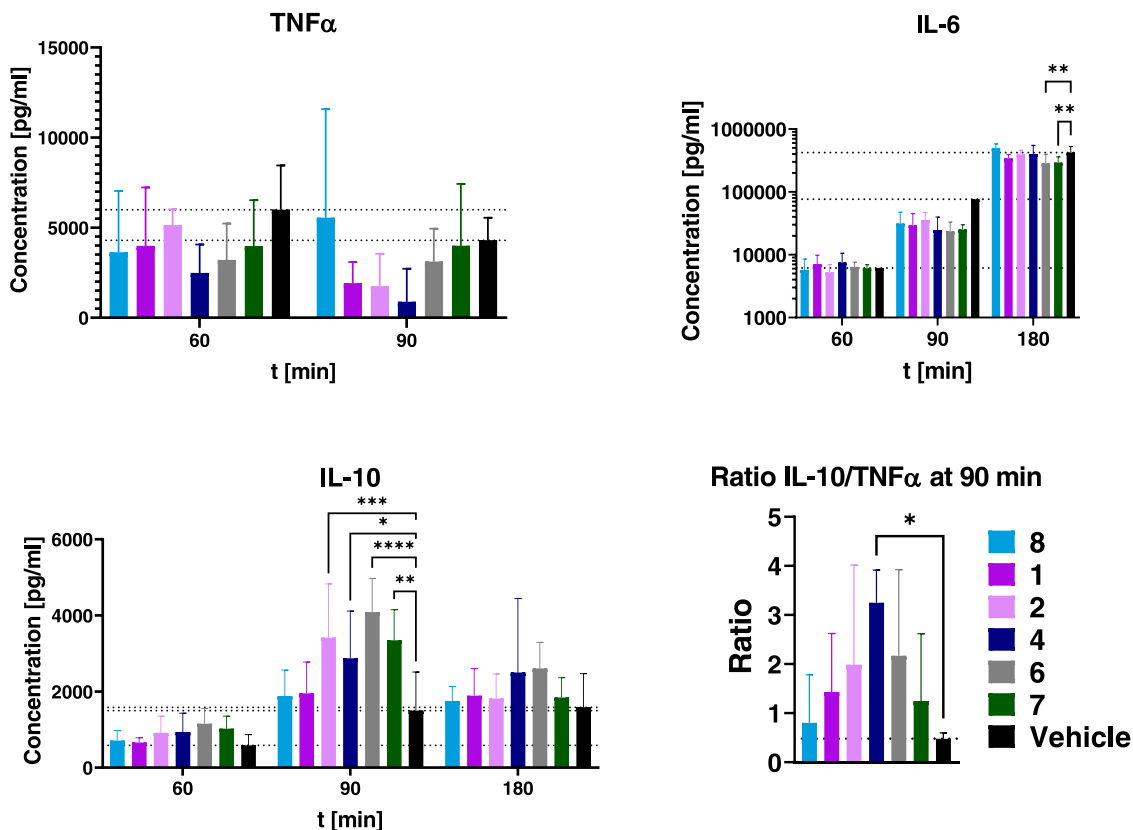 TNFα
Concentration [pg/ml]
15000
10000
5000
0
60 90
t [min]
IL-6
** 
**
Concentration [pg/ml]
1000000
100000
10000
1000
60 90 180
t [min]
IL-10
***
*
****
**
Concentration [pg/ml]
6000
4000
2000
0
60 90 180
t [min]
Ratio IL-10/TNFα at 90 min
*
Ratio
5
4
3
2
1
0
8
1
2
4
6
7
Vehicle